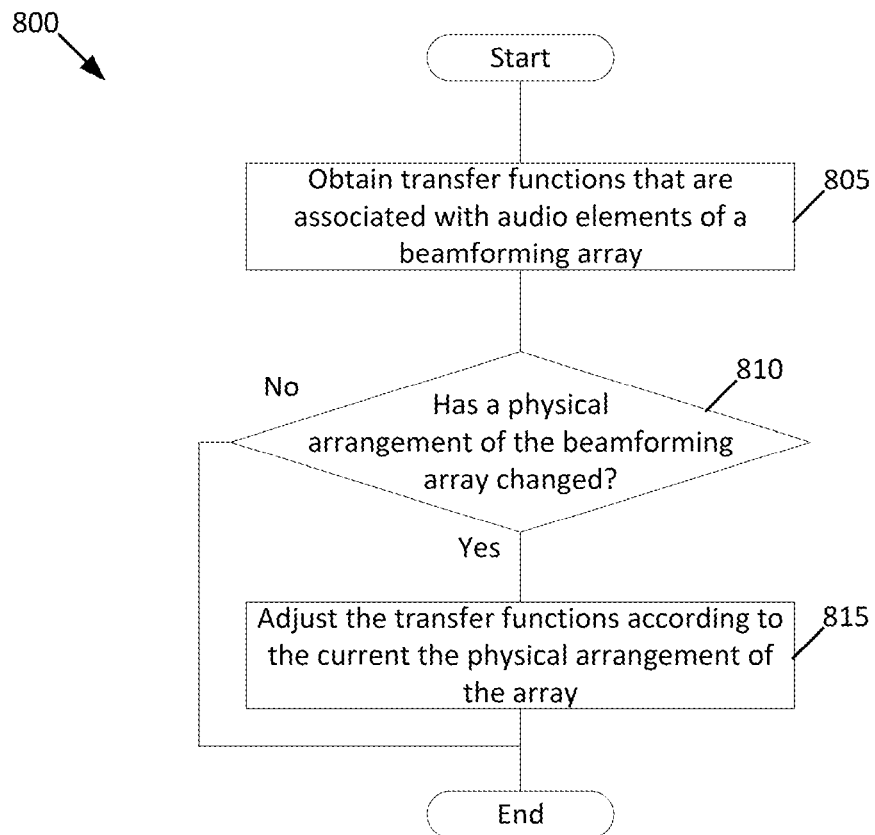 800
Start
Obtain transfer functions that are
associated with audio elements of a
beamforming array
805
810
No
Has a physical
arrangement of the beamforming
array changed?
Yes
Adjust the transfer functions according to
the current the physical arrangement of
the array
815
End